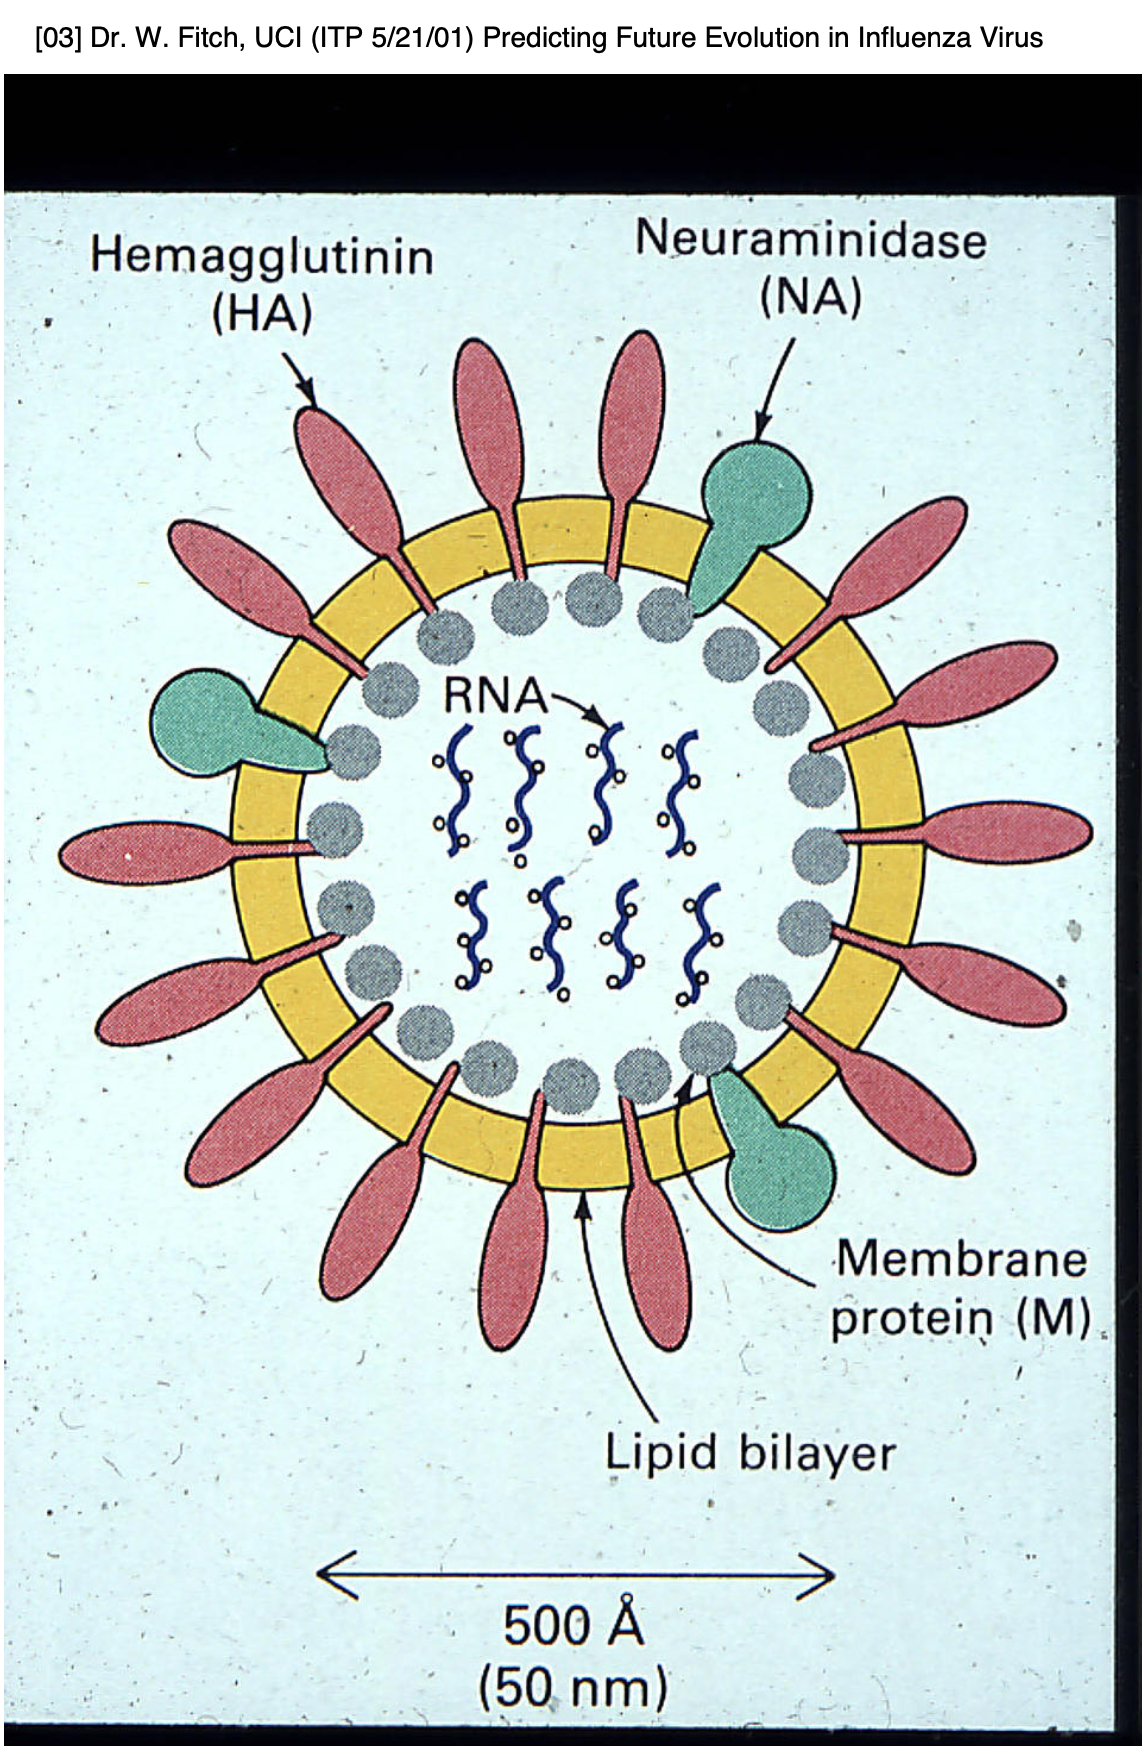 [03] Dr. W. Fitch, UCI (ITP 5/21/01) Predicting Future Evolution in Influenza Virus
Hemagglutinin
(HA)
Neuraminidase
(NA)
RNA
Membrane
protein (M)
Lipid bilayer
500 Å
(50 nm)